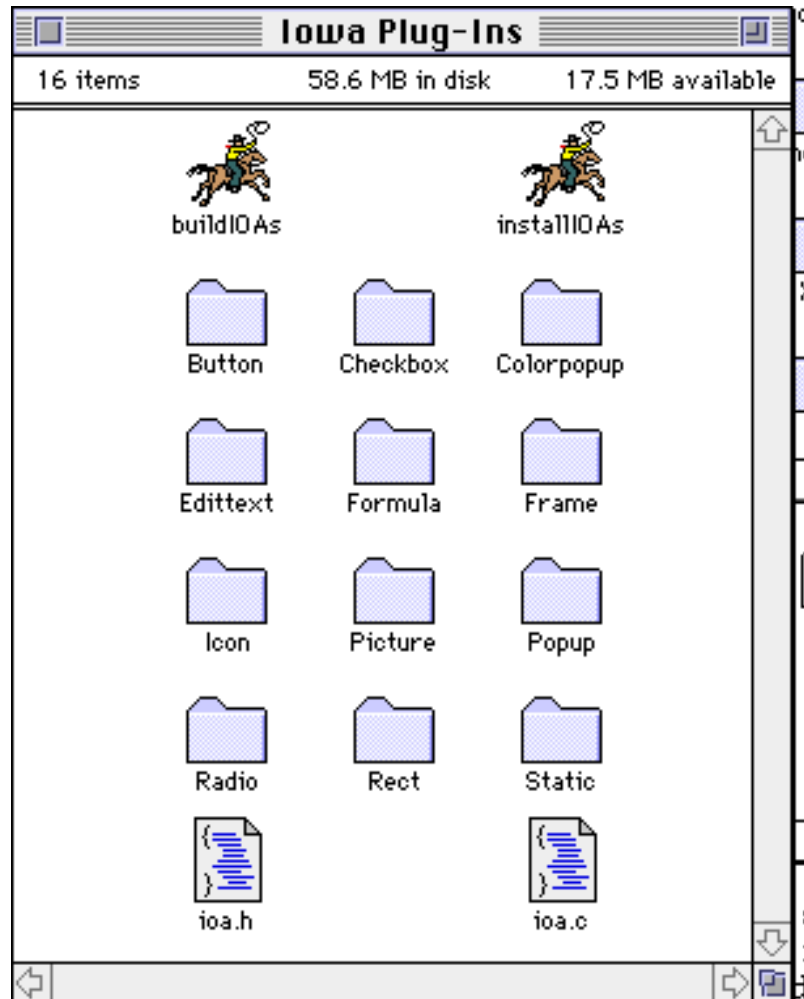 Iowa Plug-Ins
16 items 58.6 MB in disk 17.5 MB available
buildIOAs installIOAs
Button Checkbox Colorpopup
Edittext Formula Frame
Icon Picture Popup
Radio Rect Static
{ {
} }
ioa.h ioa.c